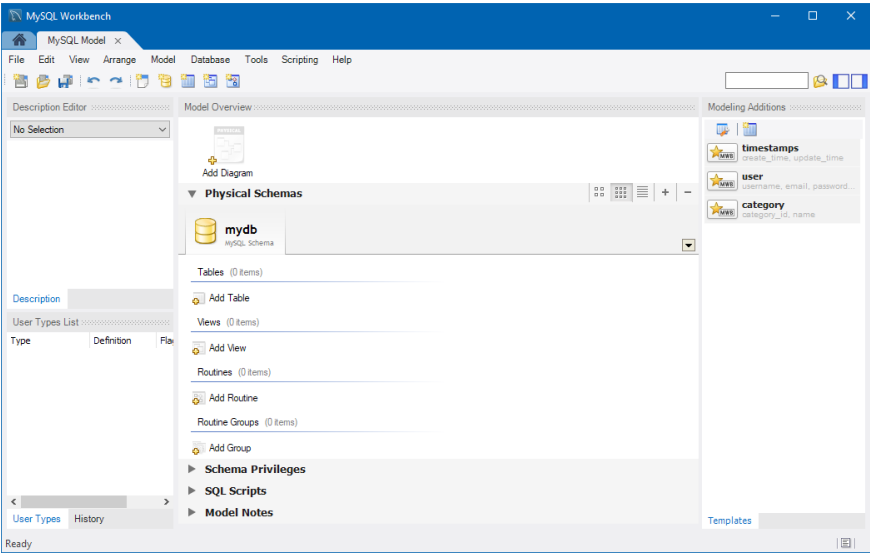 MySQL Workbench
MySQL Model
File Edit View Arrange Model Database Tools Scripting Help
Description Editor
No Selection
Description
User Types List
Type Definition Fla
User Types History
Model Overview
Add Diagram
Physical Schemas
mydb
MySQL Schema
Tables (0 items)
Add Table
Views (0 items)
Add View
Routines (0 items)
Add Routine
Routine Groups (0 items)
Add Group
Schema Privileges
SQL Scripts
Model Notes
Modeling Additions
MWB timestamps
create_time, update_time
MWB user
username, email, password...
MWB category
category_id, name
Templates
Ready